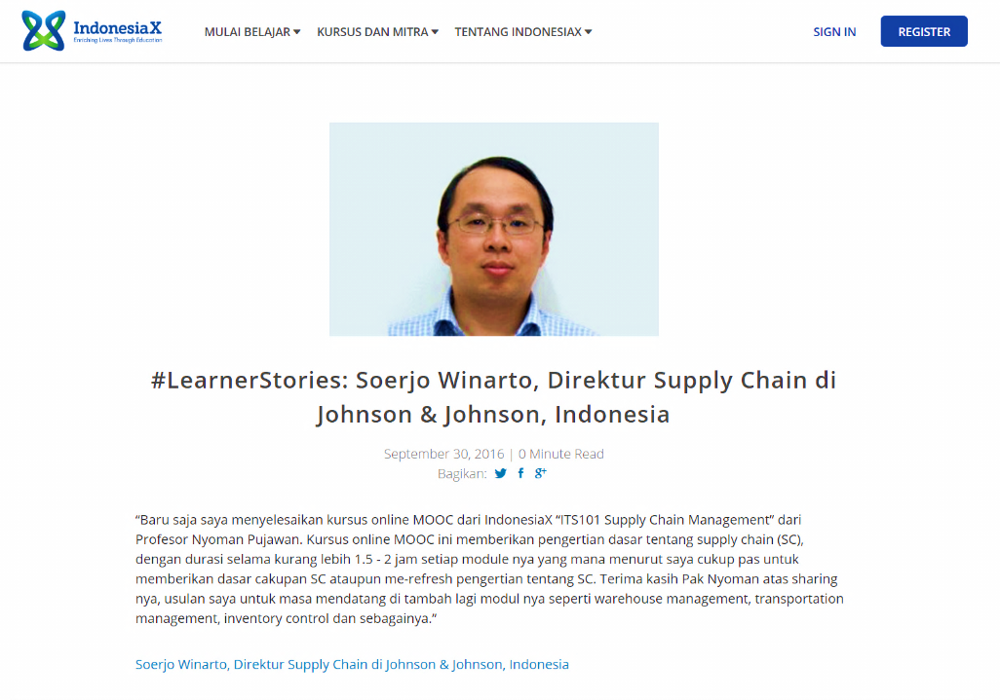 IndonesiaX
Enriching Lives Through Education
MULAI BELAJAR
KURSUS DAN MITRA
TENTANG INDONESIAX
SIGN IN
REGISTER
#LearnerStories: Soerjo Winarto, Direktur Supply Chain di
Johnson & Johnson, Indonesia
September 30, 2016 | 0 Minute Read
Bagikan:
“Baru saja saya menyelesaikan kursus online MOOC dari IndonesiaX “ITS101 Supply Chain Management” dari
Profesor Nyoman Pujawan. Kursus online MOOC ini memberikan pengertian dasar tentang supply chain (SC),
dengan durasi selama kurang lebih 1.5 - 2 jam setiap module nya yang mana menurut saya cukup pas untuk
memberikan dasar cakupan SC ataupun me-refresh pengertian tentang SC. Terima kasih Pak Nyoman atas sharing
nya, usulan saya untuk masa mendatang di tambah lagi modul nya seperti warehouse management, transportation
management, inventory control dan sebagainya.”
Soerjo Winarto, Direktur Supply Chain di Johnson & Johnson, Indonesia